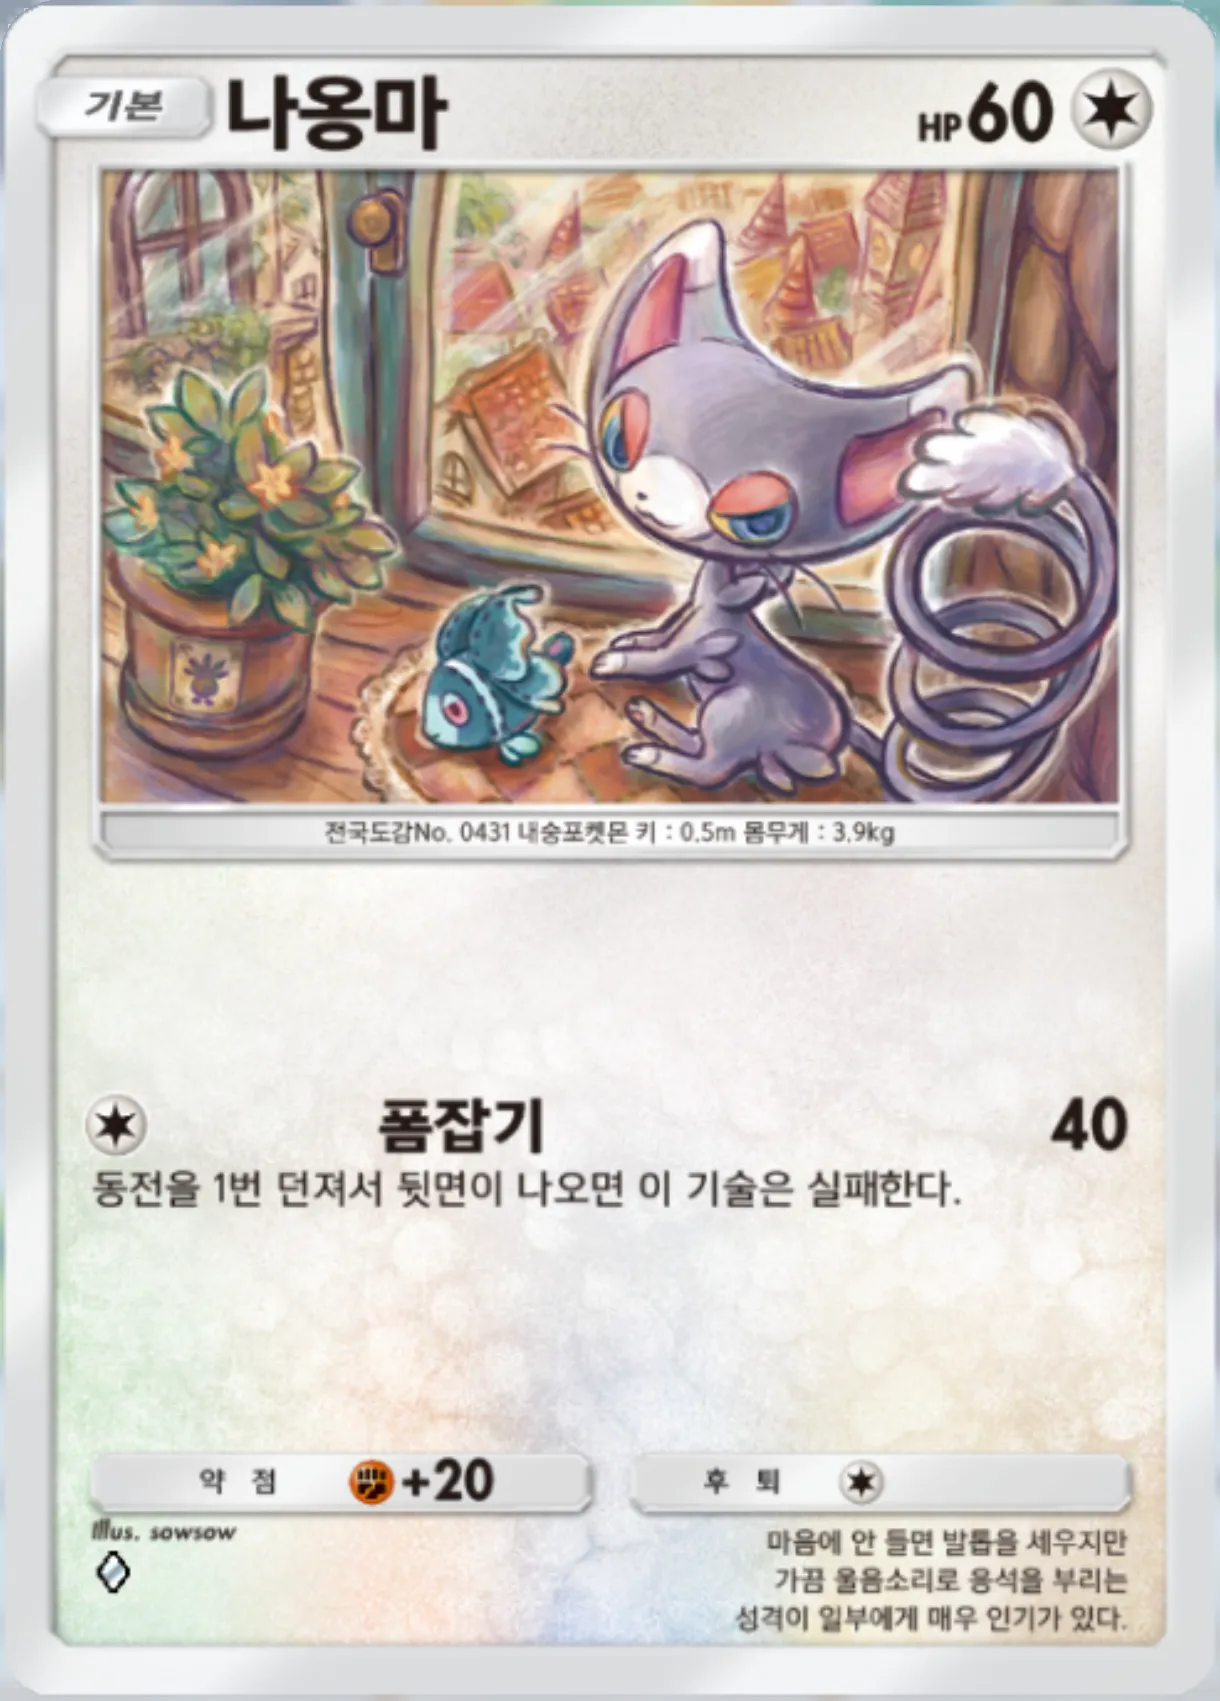 기본 나옹마 HP 60
전국도감No. 0431 내숭포켓몬 키 : 0.5m 몸무게 : 3.9kg
폼잡기 40
동전을 1번 던져서 뒷면이 나오면 이 기술은 실패한다.
약점 +20 후퇴
Illus. sowsow
마음에 안 들면 발톱을 세우지만
가끔 울음소리로 응석을 부리는
성격이 일부에게 매우 인기가 있다.